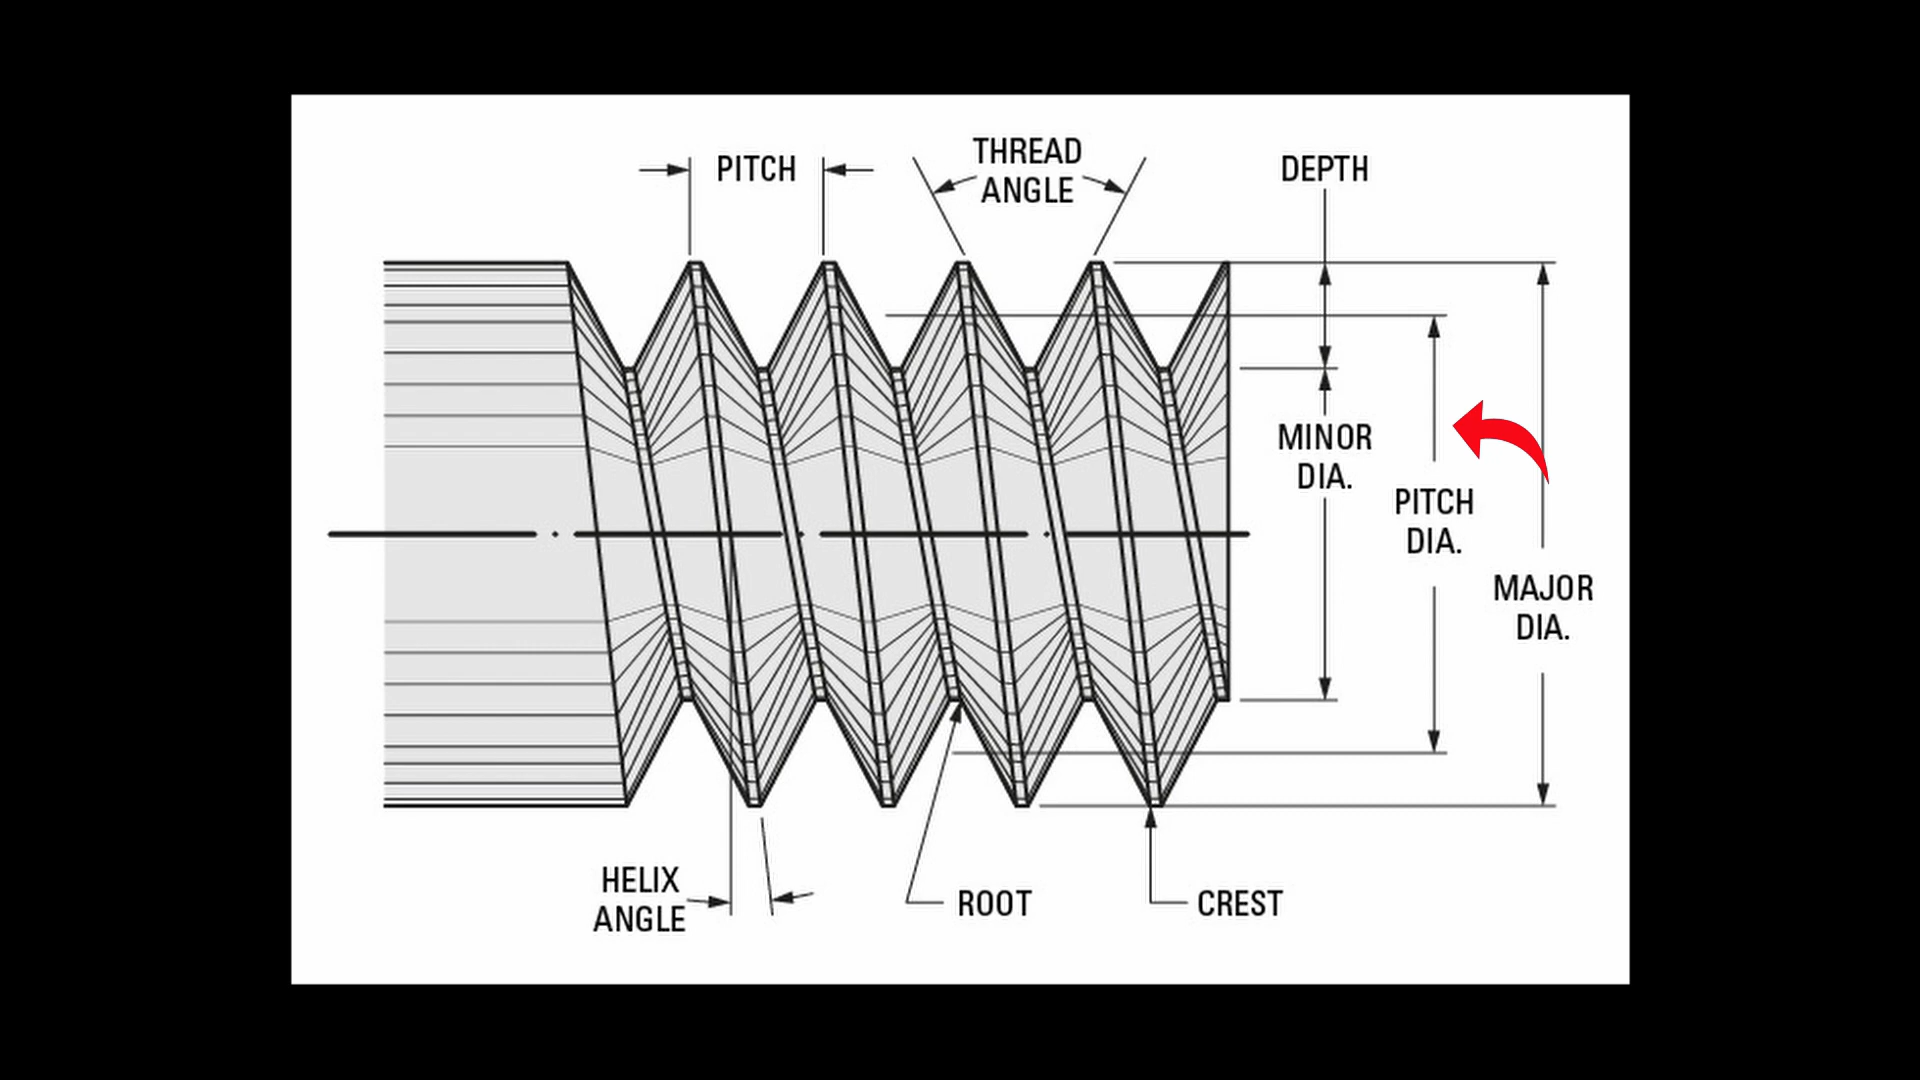 PITCH
THREAD
ANGLE
DEPTH
MINOR
DIA.
PITCH
DIA.
MAJOR
DIA.
HELIX
ANGLE
ROOT
CREST